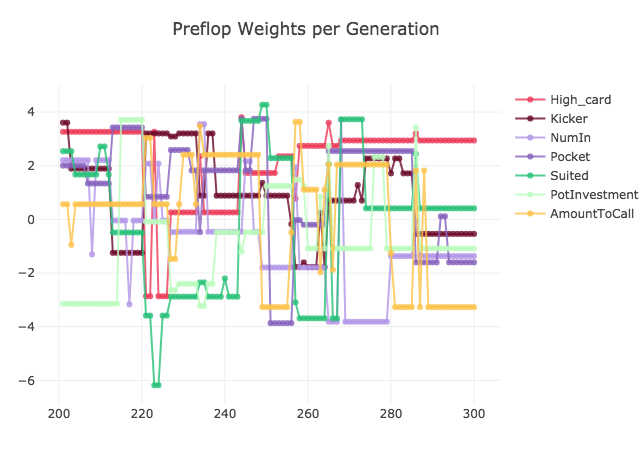 Preflop Weights per Generation
4
2
0
−2
−4
−6
200
220
240
260
280
300
High_card
Kicker
NumIn
Pocket
Suited
PotInvestment
AmountToCall